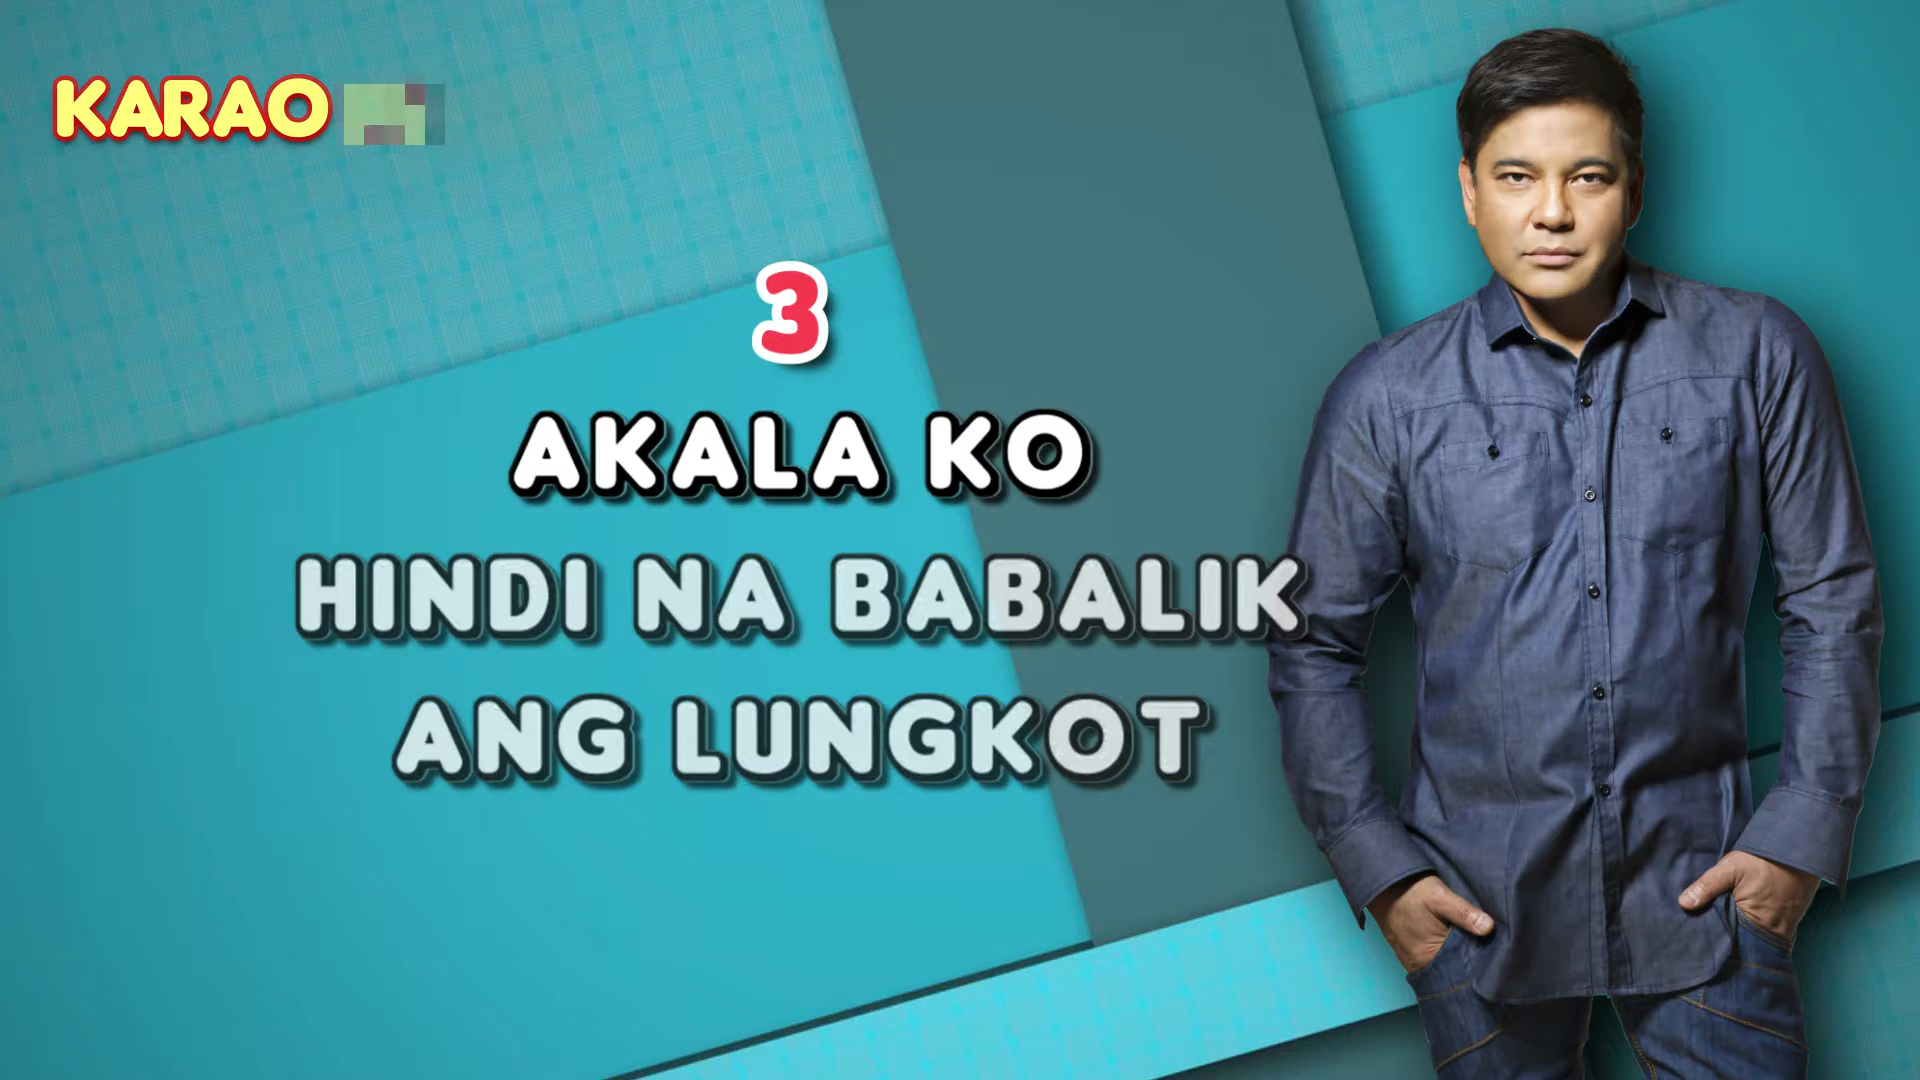 KARAO
3
AKALA KO
HINDI NA BABALIK
ANG LUNGKOT